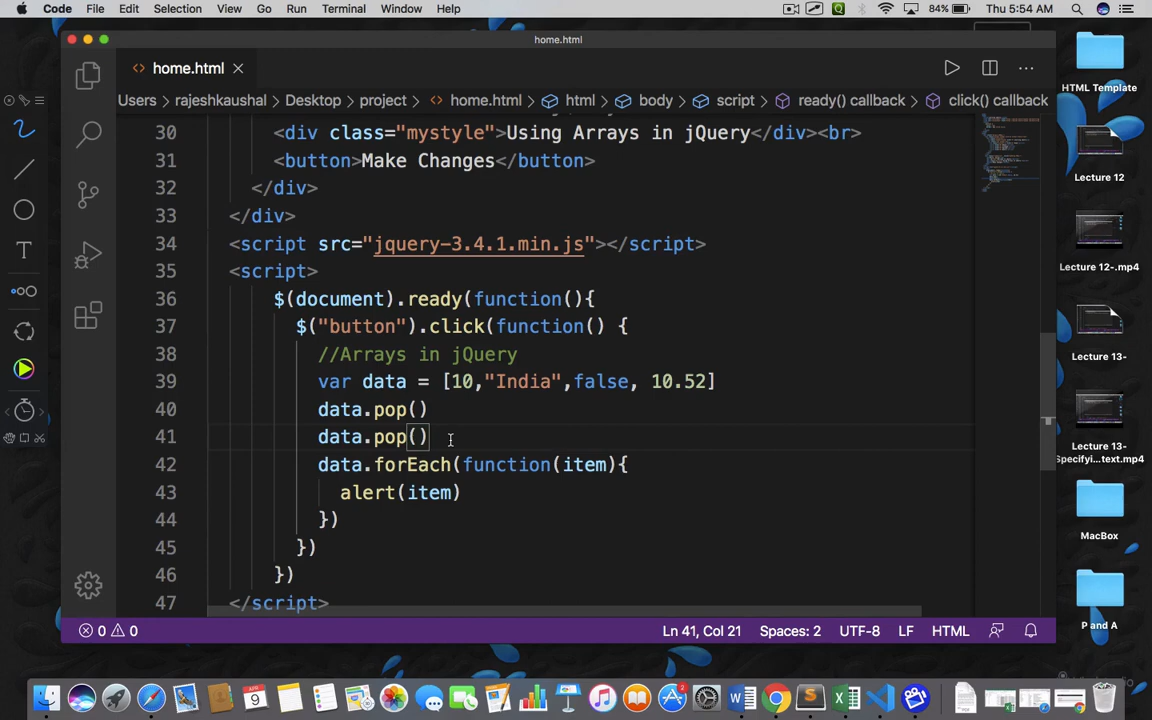 Code File Edit Selection View Go Run Terminal Window Help 84% Thu 5:54 AM
home.html
home.html
Users rajeshkaushal Desktop project home.html html body script ready() callback click() callback
30 <div class="mystyle">Using Arrays in jQuery</div><br>
31 <button>Make Changes</button>
32 </div>
33 </div>
34 <script src="jquery-3.4.1.min.js"></script>
35 <script>
36 $(document).ready(function(){
37 $("button").click(function() {
38 //Arrays in jQuery
39 var data = [10,"India",false, 10.52]
40 data.pop()
41 data.pop()
42 data.forEach(function(item){
43 alert(item)
44 })
45 })
46 })
47 </script>
0 0 Ln 41, Col 21 Spaces: 2 UTF-8 LF HTML
HTML Template
Lecture 12
Lecture 12-.mp4
Lecture 13-
Lecture 13-
Specifyi...text.mp4
MacBox
P and A
T
9
2